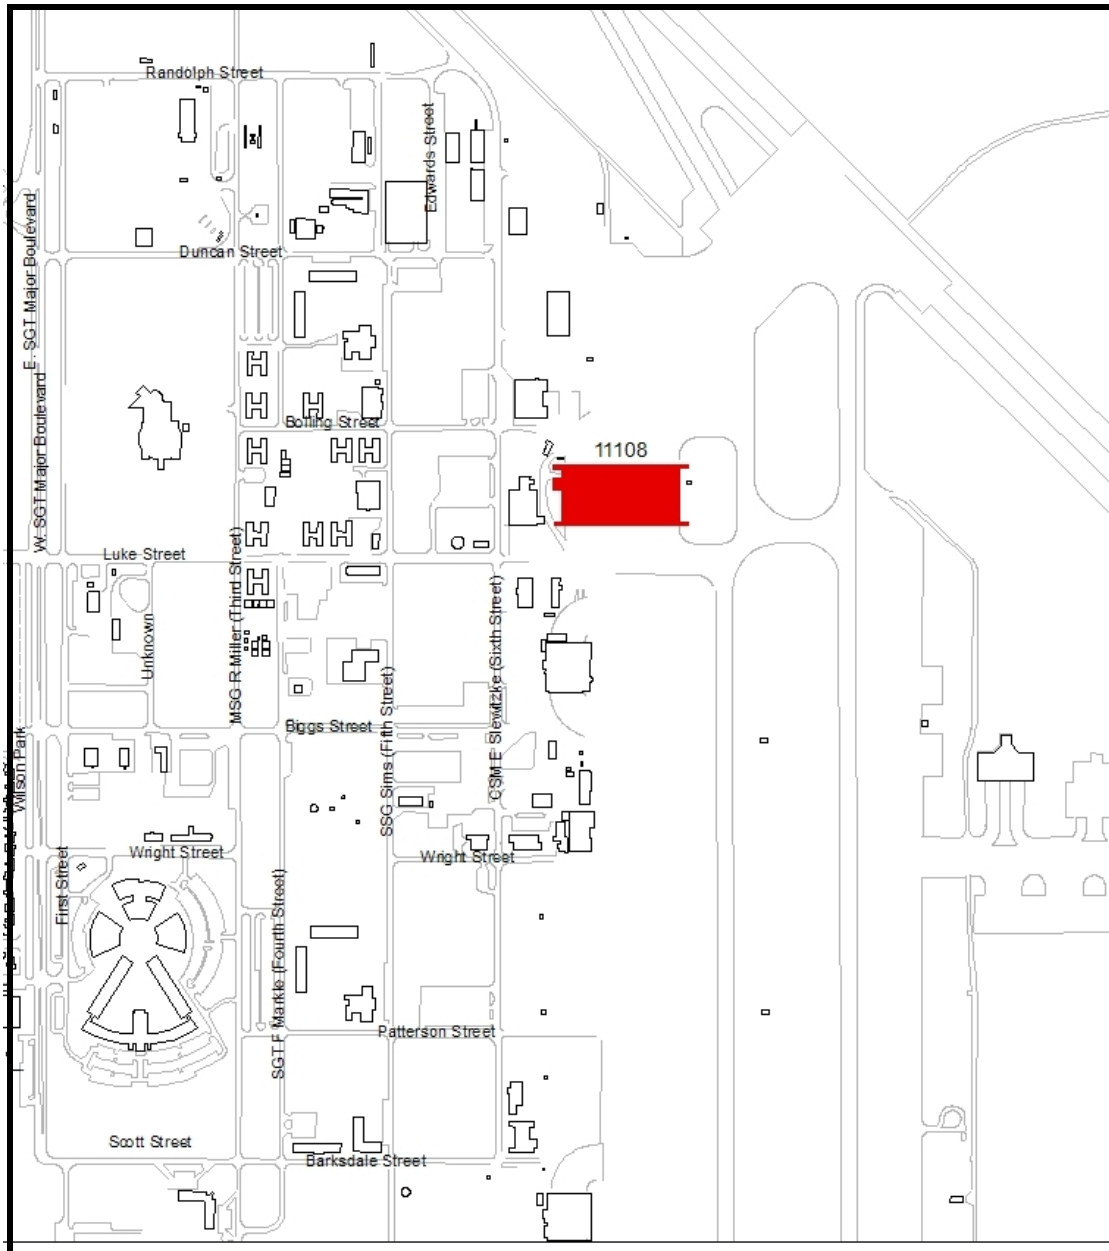 Randolph Street
Edwards Street
Duncan Street
E. SGT Major Boulevard
W. SGT Major Boulevard
Bolling Street
11108
Luke Street
MSG R Miller (Third Street)
Unknown
CSM E Slewitzke (Sixth Street)
SSG Sims (Fifth Street)
Biggs Street
Wilson Park
Wright Street
Wright Street
First Street
SGT F Markle (Fourth Street)
Patterson Street
Scott Street
Barksdale Street